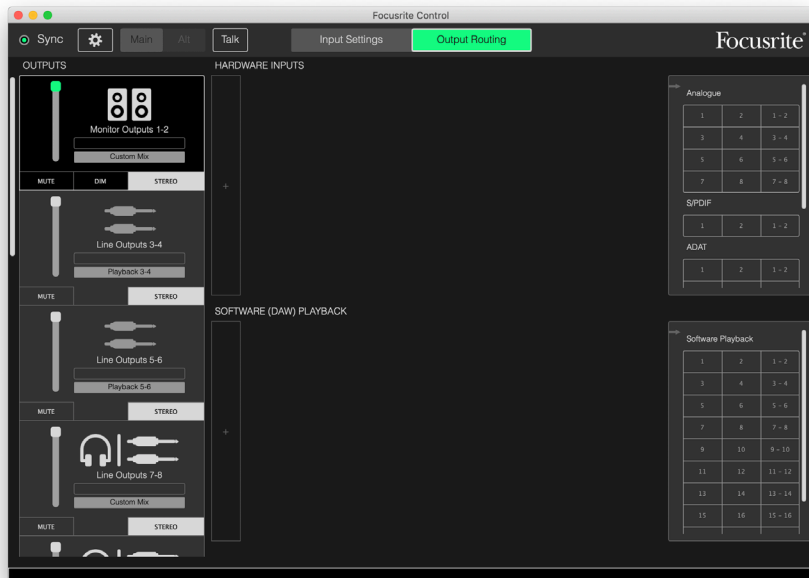 Focusrite Control
Sync
Main
Alt
Talk
Input Settings
Output Routing
Focusrite®
OUTPUTS
HARDWARE INPUTS
Monitor Outputs 1-2
Custom Mix
MUTE DIM STEREO
Line Outputs 3-4
Playback 3-4
MUTE STEREO
Line Outputs 5-6
Playback 5-6
MUTE STEREO
Line Outputs 7-8
Custom Mix
MUTE STEREO
+
Analogue
1 2 1 - 2
3 4 3 - 4
5 6 5 - 6
7 8 7 - 8
S/PDIF
1 2 1 - 2
ADAT
1 2 1 - 2
SOFTWARE (DAW) PLAYBACK
+
Software Playback
1 2 1 - 2
3 4 3 - 4
5 6 5 - 6
7 8 7 - 8
9 10 9 - 10
11 12 11 - 12
13 14 13 - 14
15 16 15 - 16